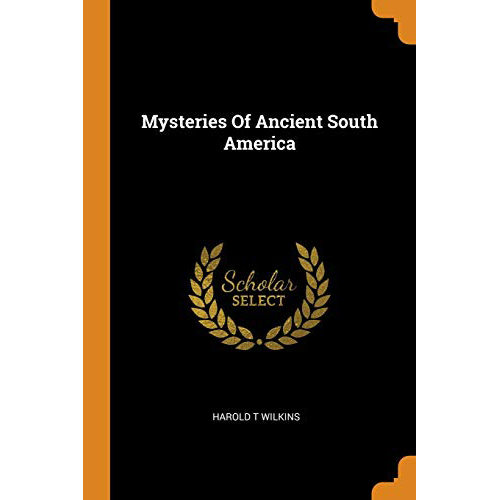 Mysteries Of Ancient South
America
Scholar
SELECT
HAROLD T WILKINS